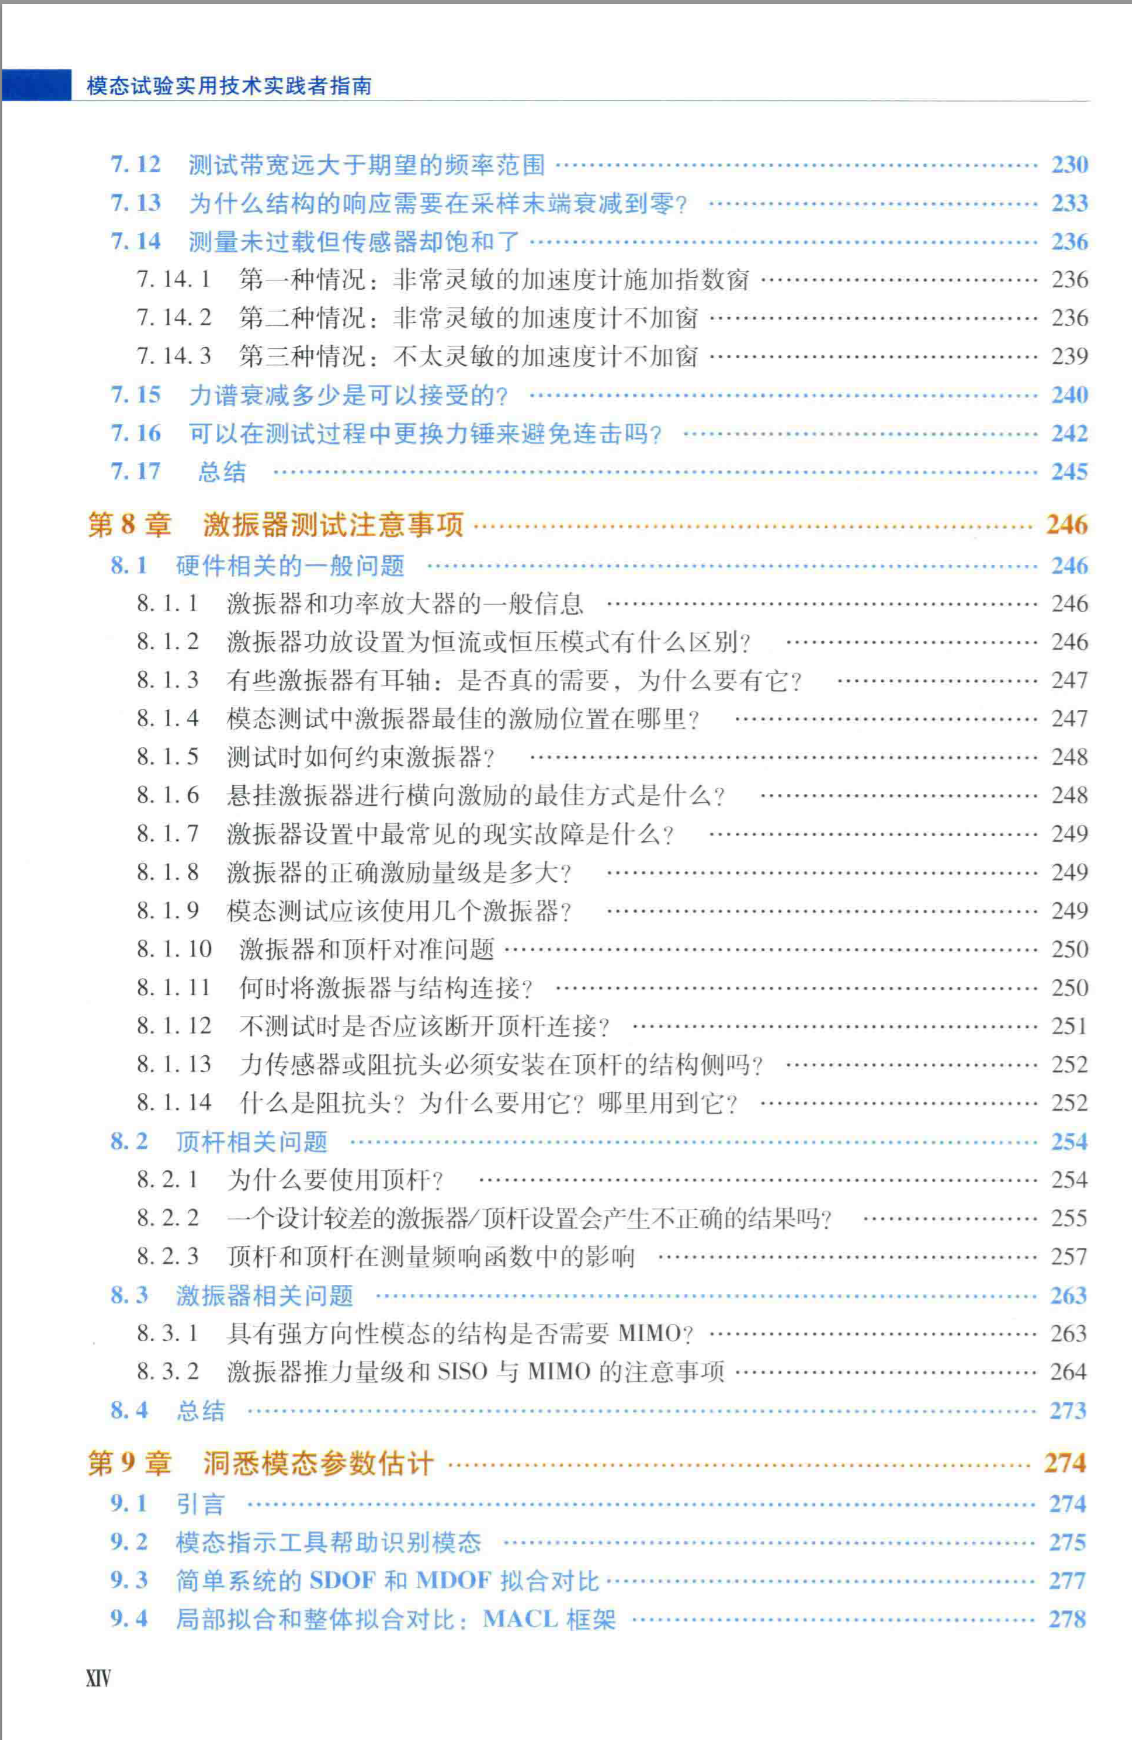 模态试验实用技术实践者指南
7.12 测试带宽远大于期望的频率范围 …… 230
7.13 为什么结构的响应需要在采样末端衰减到零? …… 233
7.14 测量未过载但传感器却饱和了 …… 236
7.14.1 第一种情况: 非常灵敏的加速度计施加指数窗 …… 236
7.14.2 第二种情况: 非常灵敏的加速度计不加窗 …… 236
7.14.3 第三种情况: 不太灵敏的加速度计不加窗 …… 239
7.15 力谱衰减多少是可以接受的? …… 240
7.16 可以在测试过程中更换力锤来避免连击吗? …… 242
7.17 总结 …… 245
第8章 激振器测试注意事项 …… 246
8.1 硬件相关的一般问题 …… 246
8.1.1 激振器和功率放大器的一般信息 …… 246
8.1.2 激振器功放设置为恒流或恒压模式有什么区别? …… 246
8.1.3 有些激振器有耳轴: 是否真的需要, 为什么要有它? …… 247
8.1.4 模态测试中激振器最佳的激励位置在哪里? …… 247
8.1.5 测试时如何约束激振器? …… 248
8.1.6 悬挂激振器进行横向激励的最佳方式是什么? …… 248
8.1.7 激振器设置中最常见的现实故障是什么? …… 249
8.1.8 激振器的正确激励量级是多大? …… 249
8.1.9 模态测试应该使用几个激振器? …… 249
8.1.10 激振器和顶杆对准问题 …… 250
8.1.11 何时将激振器与结构连接? …… 250
8.1.12 不测试时是否应该断开顶杆连接? …… 251
8.1.13 力传感器或阻抗头必须安装在顶杆的结构侧吗? …… 252
8.1.14 什么是阻抗头? 为什么要用它? 哪里用到它? …… 252
8.2 顶杆相关问题 …… 254
8.2.1 为什么要使用顶杆? …… 254
8.2.2 一个设计较差的激振器/顶杆设置会产生不正确的结果吗? …… 255
8.2.3 顶杆和顶杆在测量频响函数中的影响 …… 257
8.3 激振器相关问题 …… 263
8.3.1 具有强方向性模态的结构是否需要 MIMO? …… 263
8.3.2 激振器推力量级和 SISO 与 MIMO 的注意事项 …… 264
8.4 总结 …… 273
第9章 洞悉模态参数估计 …… 274
9.1 引言 …… 274
9.2 模态指示工具帮助识别模态 …… 275
9.3 简单系统的 SDOF 和 MDOF 拟合对比 …… 277
9.4 局部拟合和整体拟合对比: MACL 框架 …… 278
XIV